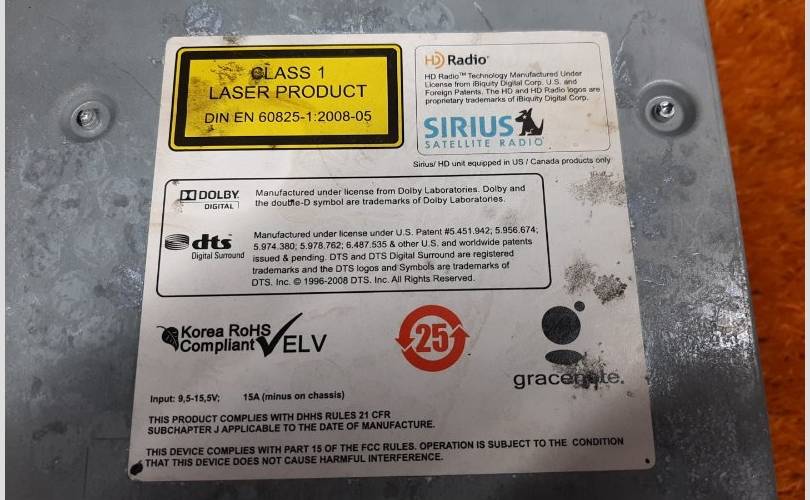 CLASS 1
LASER PRODUCT
DIN EN 60825-1:2008-05
HD Radio™
HD Radio™ Technology Manufactured Under
License from iBiquity Digital Corp. U.S. and
Foreign Patents. The HD and HD Radio logos are
proprietary trademarks of iBiquity Digital Corp.
SIRIUS
SATELLITE RADIO
Sirius/ HD unit equipped in US / Canada products only
DOLBY
DIGITAL
Manufactured under license from Dolby Laboratories. Dolby and
the double-D symbol are trademarks of Dolby Laboratories.
dts
Digital Surround
Manufactured under license under U.S. Patent #5.451.942; 5.956.674;
5.974.380; 5.978.762; 6.487.535 & other U.S. and worldwide patents
issued & pending. DTS and DTS Digital Surround are registered
trademarks and the DTS logos and Symbols are trademarks of
DTS. Inc. © 1996-2008 DTS. Inc. All Rights Reserved.
Korea RoHS
Compliant
ELV
25
gracenote.
Input: 9,5-15,5V; 15A (minus on chassis)
THIS PRODUCT COMPLIES WITH DHHS RULES 21 CFR
SUBCHAPTER J APPLICABLE TO THE DATE OF MANUFACTURE.
THIS DEVICE COMPLIES WITH PART 15 OF THE FCC RULES. OPERATION IS SUBJECT TO THE CONDITION
THAT THIS DEVICE DOES NOT CAUSE HARMFUL INTERFERENCE.